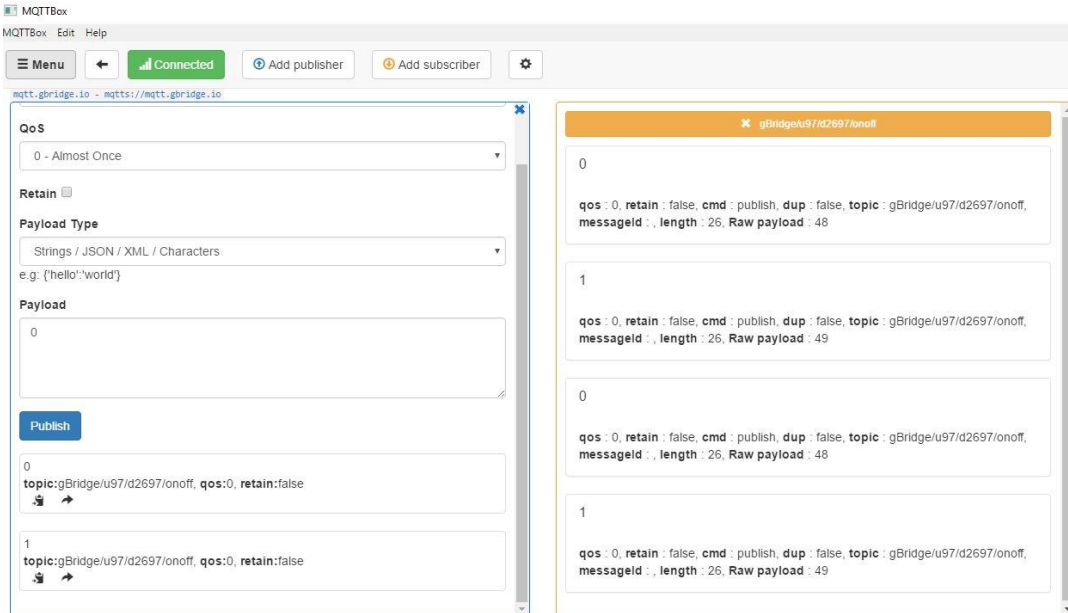 MQTTBox
MQTTBox Edit Help
Menu
Connected
Add publisher
Add subscriber
mqtt.gbridge.io - mqtts://mqtt.gbridge.io
QoS
0 - Almost Once
Retain
Payload Type
Strings / JSON / XML / Characters
e.g: {'hello':'world'}
Payload
0
Publish
0
topic:gBridge/u97/d2697/onoff, qos:0, retain:false
1
topic:gBridge/u97/d2697/onoff, qos:0, retain:false
gBridge/u97/d2697/onoff
0
qos : 0, retain : false, cmd : publish, dup : false, topic : gBridge/u97/d2697/onoff,
messageId : , length : 26, Raw payload : 48
1
qos : 0, retain : false, cmd : publish, dup : false, topic : gBridge/u97/d2697/onoff,
messageId : , length : 26, Raw payload : 49
0
qos : 0, retain : false, cmd : publish, dup : false, topic : gBridge/u97/d2697/onoff,
messageId : , length : 26, Raw payload : 48
1
qos : 0, retain : false, cmd : publish, dup : false, topic : gBridge/u97/d2697/onoff,
messageId : , length : 26, Raw payload : 49